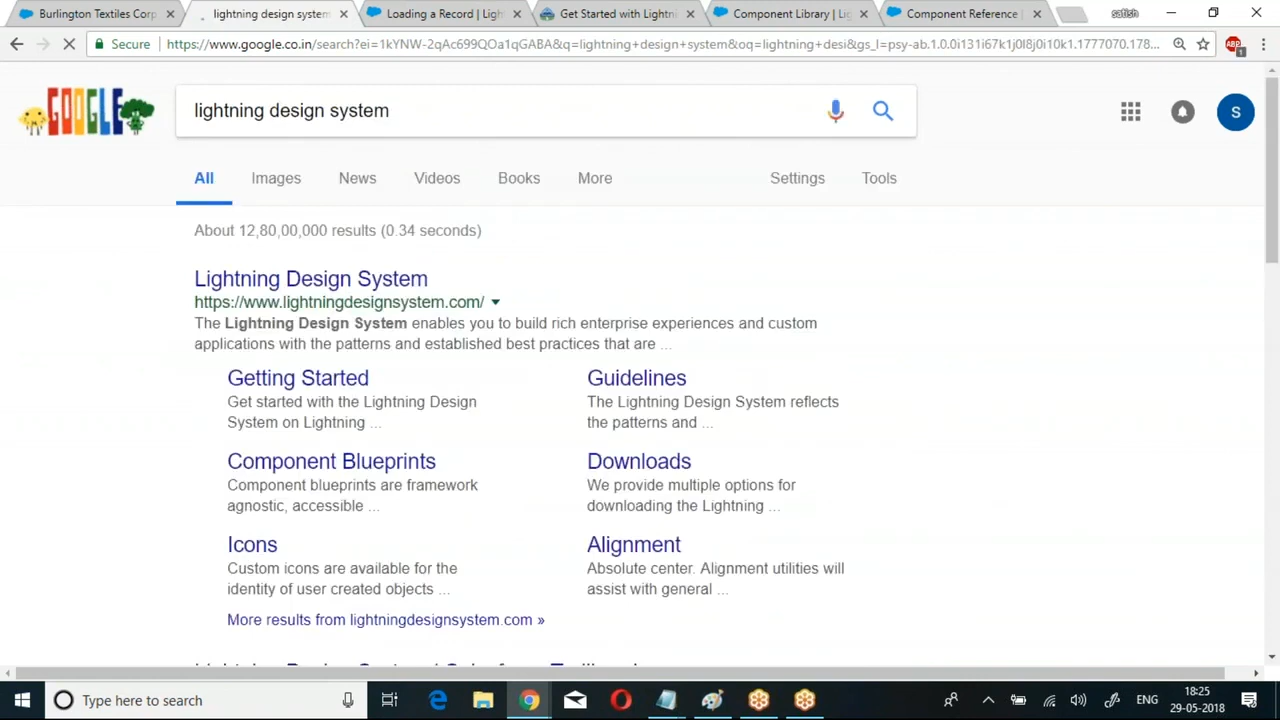 Burlington Textiles Corp
lightning design system
Loading a Record | Ligh
Get Started with Lightni
Component Library | Lig
Component Reference |
satish
Secure
https://www.google.co.in/search?ei=1kYNW-2qAc699QOa1qGABA&q=lightning+design+system&oq=lightning+desi&gs_l=psy-ab.1.0.0i131i67k1j0l8j0i10k1.1777070.178...
ABP
1
GOOGLE
lightning design system
S
All
Images
News
Videos
Books
More
Settings
Tools
About 12,80,00,000 results (0.34 seconds)
Lightning Design System
https://www.lightningdesignsystem.com/
The Lightning Design System enables you to build rich enterprise experiences and custom
applications with the patterns and established best practices that are ...
Getting Started
Get started with the Lightning Design
System on Lightning ...
Guidelines
The Lightning Design System reflects
the patterns and ...
Component Blueprints
Component blueprints are framework
agnostic, accessible ...
Downloads
We provide multiple options for
downloading the Lightning ...
Icons
Custom icons are available for the
identity of user created objects ...
Alignment
Absolute center. Alignment utilities will
assist with general ...
More results from lightningdesignsystem.com »
Type here to search
ENG
18:25
29-05-2018